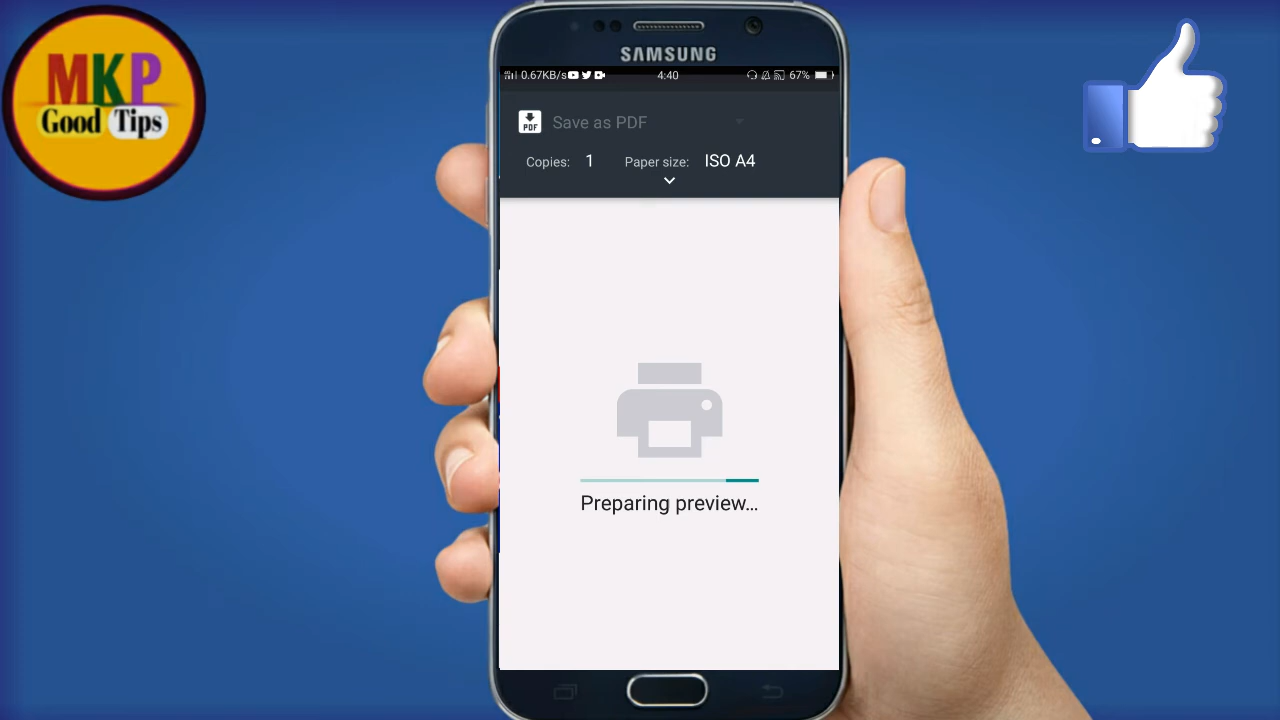 MKP
Good Tips
SAMSUNG
0.67KB/s
4:40
67%
PDF
Save as PDF
Copies: 1 Paper size: ISO A4
Preparing preview...